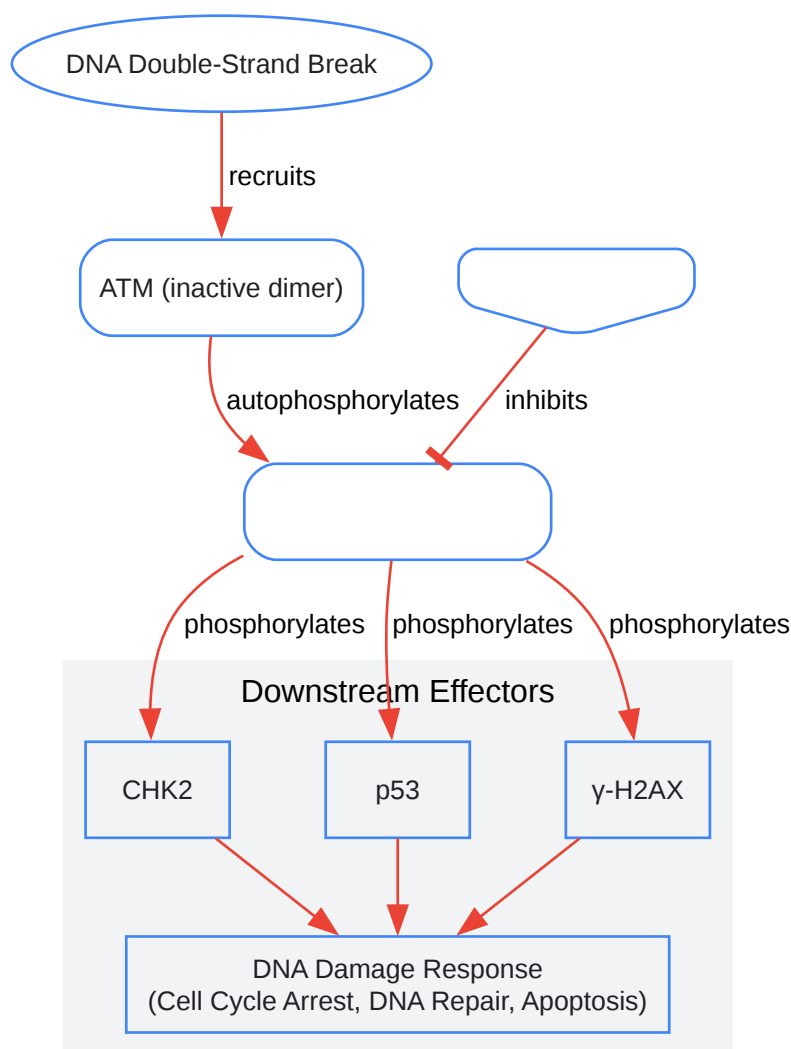 DNA Double-Strand Break
recruits
ATM (inactive dimer)
autophosphorylates
inhibits
phosphorylates
phosphorylates
phosphorylates
Downstream Effectors
CHK2
p53
γ-H2AX
DNA Damage Response
(Cell Cycle Arrest, DNA Repair, Apoptosis)